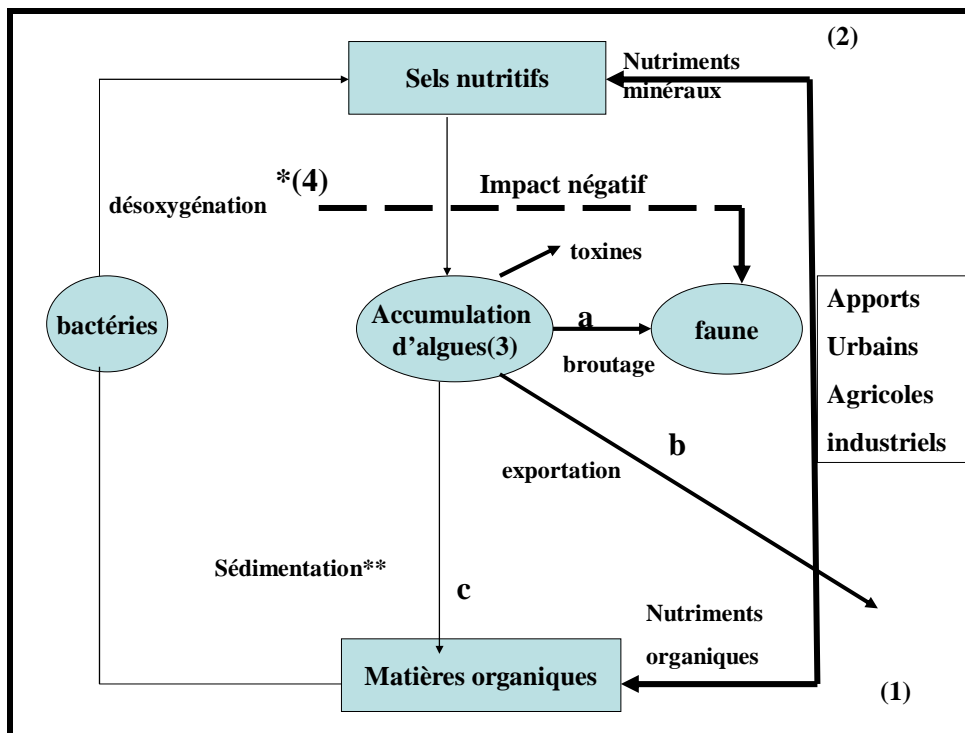 (2)
Nutriments
minéraux
Sels nutritifs
*(4)
Impact négatif
désoxygénation
toxines
bactéries
Accumulation
d'algues(3)
a
broutage
faune
Apports
Urbains
Agricoles
industriels
b
exportation
Sédimentation**
c
Nutriments
organiques
Matières organiques
(1)